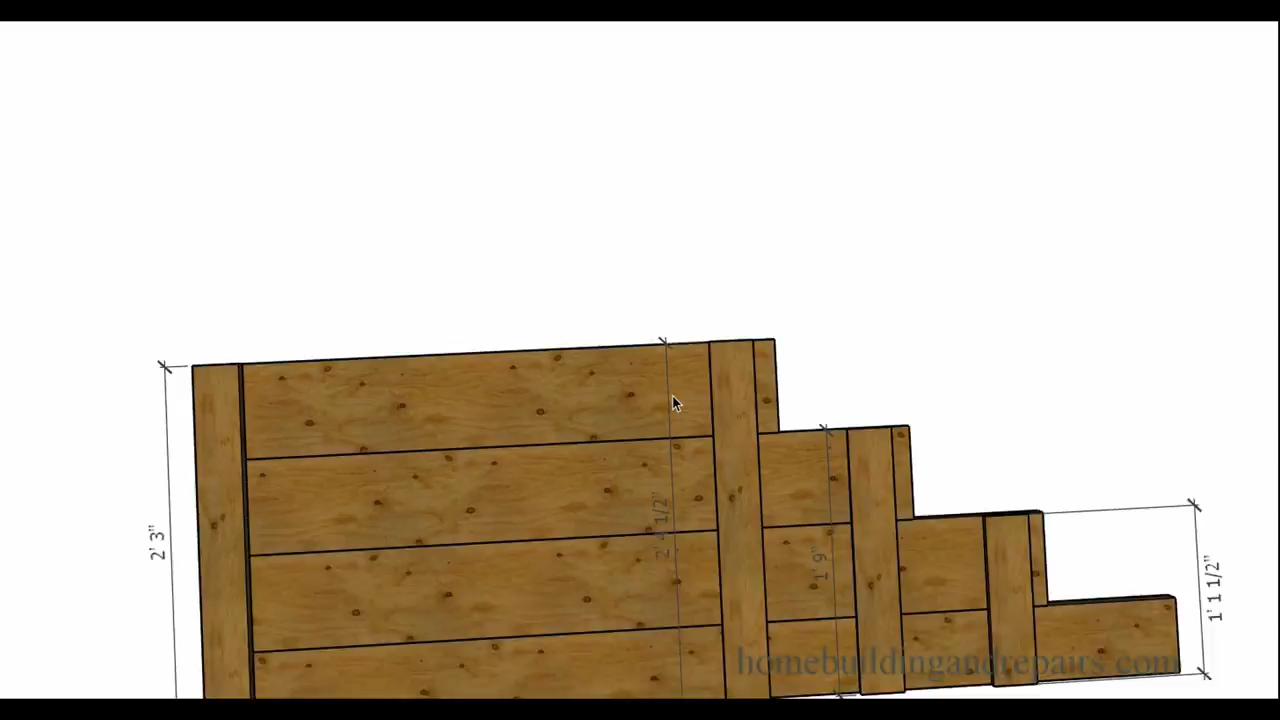 2' 3"
2' 4 1/2"
1' 9"
1' 1 1/2"
homebuildingandrepairs.com